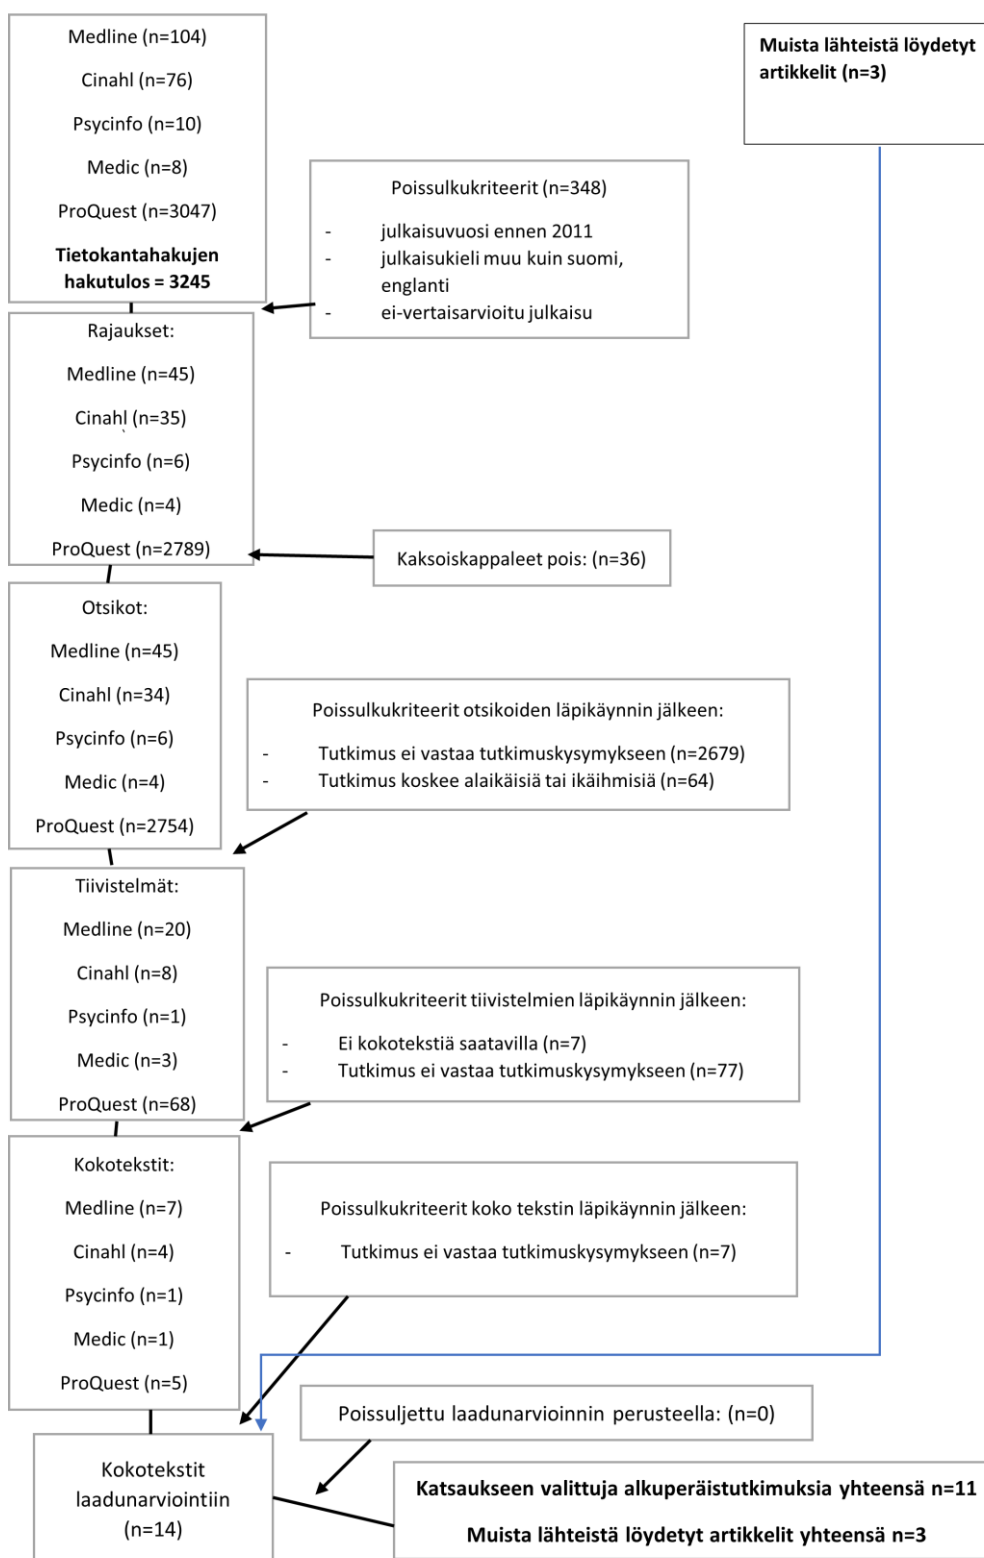 Medline (n=104)
Cinahl (n=76)
Psycinfo (n=10)
Medic (n=8)
ProQuest (n=3047)
Tietokantahakujen
hakutulos = 3245
Muista lähteistä löydetyt
artikkelit (n=3)
Poissulkukriteerit (n=348)
- julkaisuvuosi ennen 2011
- julkaisukieli muu kuin suomi,
englanti
- ei-vertaisarvioitu julkaisu
Rajaukset:
Medline (n=45)
Cinahl (n=35)
Psycinfo (n=6)
Medic (n=4)
ProQuest (n=2789)
Kaksoiskappaleet pois: (n=36)
Otsikot:
Medline (n=45)
Cinahl (n=34)
Psycinfo (n=6)
Medic (n=4)
ProQuest (n=2754)
Poissulkukriteerit otsikoiden läpikäynnin jälkeen:
- Tutkimus ei vastaa tutkimuskysymykseen (n=2679)
- Tutkimus koskee alaikäisiä tai ikäihmisiä (n=64)
Tiivistelmät:
Medline (n=20)
Cinahl (n=8)
Psycinfo (n=1)
Medic (n=3)
ProQuest (n=68)
Poissulkukriteerit tiivistelmien läpikäynnin jälkeen:
- Ei kokotekstiä saatavilla (n=7)
- Tutkimus ei vastaa tutkimuskysymykseen (n=77)
Kokotekstit:
Medline (n=7)
Cinahl (n=4)
Psycinfo (n=1)
Medic (n=1)
ProQuest (n=5)
Poissulkukriteerit koko tekstin läpikäynnin jälkeen:
- Tutkimus ei vastaa tutkimuskysymykseen (n=7)
Poissuljettu laadunarvioinnin perusteella: (n=0)
Kokotekstit
laadunarviointiin
(n=14)
Katsaukseen valittuja alkuperäistutkimuksia yhteensä n=11
Muista lähteistä löydetyt artikkelit yhteensä n=3